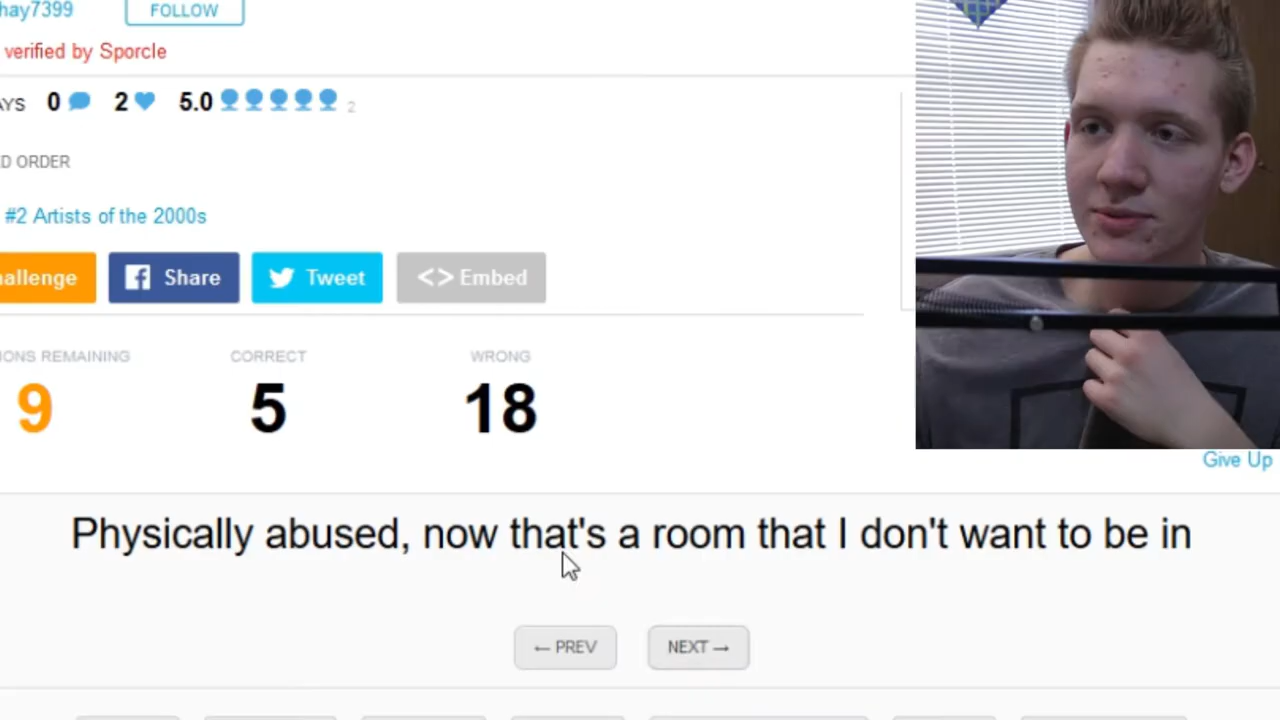 hay7399 FOLLOW
verified by Sporcle
AYS 0 2 5.0 2
D ORDER
#2 Artists of the 2000s
hallenge Share Tweet <> Embed
IONS REMAINING CORRECT WRONG
9 5 18
Give Up
Physically abused, now that's a room that I don't want to be in
← PREV NEXT →